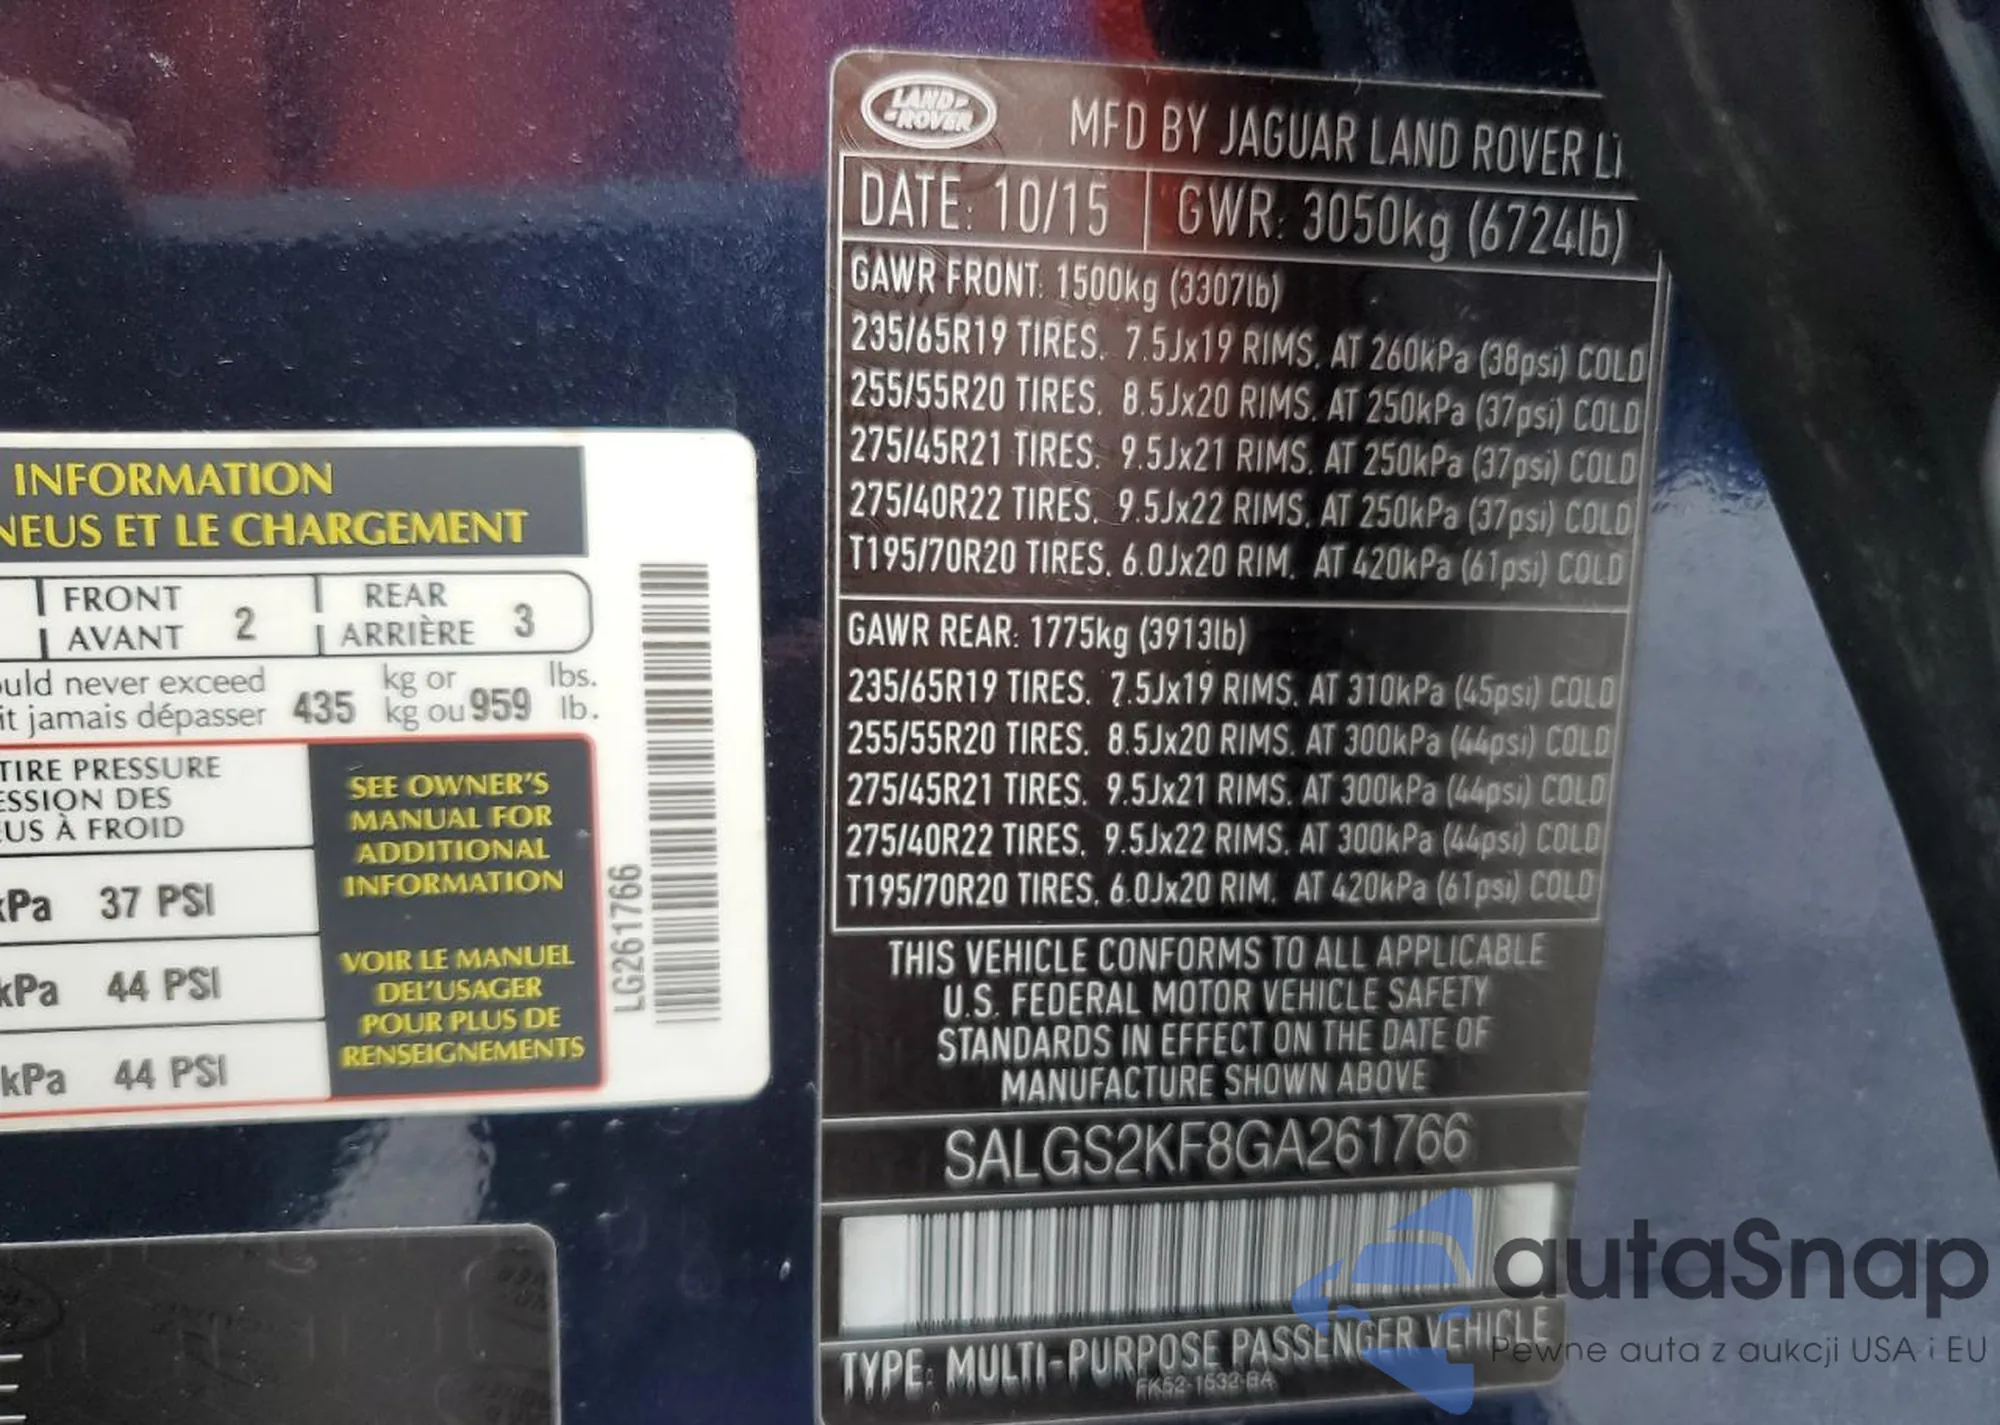 INFORMATION
NEUS ET LE CHARGEMENT
FRONT
AVANT
2
REAR
ARRIÈRE
3
uld never exceed
it jamais dépasser
435
kg or
kg ou
959
lbs.
lb.
TIRE PRESSURE
ESSION DES
EUS À FROID
kPa 37 PSI
kPa 44 PSI
kPa 44 PSI
SEE OWNER'S
MANUAL FOR
ADDITIONAL
INFORMATION
VOIR LE MANUEL
DEL'USAGER
POUR PLUS DE
RENSEIGNEMENTS
LG261766
LAND
ROVER
MFD BY JAGUAR LAND ROVER
DATE: 10/15 GWR: 3050kg (6724lb)
GAWR FRONT: 1500kg (3307lb)
235/65R19 TIRES, 7.5Jx19 RIMS, AT 260kPa (38psi) COLD
255/55R20 TIRES, 8.5Jx20 RIMS, AT 250kPa (37psi) COLD
275/45R21 TIRES, 9.5Jx21 RIMS, AT 250kPa (37psi) COLD
275/40R22 TIRES, 9.5Jx22 RIMS, AT 250kPa (37psi) COLD
T195/70R20 TIRES, 6.0Jx20 RIM, AT 420kPa (61psi) COLD
GAWR REAR: 1775kg (3913lb)
235/65R19 TIRES, 7.5Jx19 RIMS, AT 310kPa (45psi) COLD
255/55R20 TIRES, 8.5Jx20 RIMS, AT 300kPa (44psi) COLD
275/45R21 TIRES, 9.5Jx21 RIMS, AT 300kPa (44psi) COLD
275/40R22 TIRES, 9.5Jx22 RIMS, AT 300kPa (44psi) COLD
T195/70R20 TIRES, 6.0Jx20 RIM, AT 420kPa (61psi) COLD
THIS VEHICLE CONFORMS TO ALL APPLICABLE
U.S. FEDERAL MOTOR VEHICLE SAFETY
STANDARDS IN EFFECT ON THE DATE OF
MANUFACTURE SHOWN ABOVE
SALGS2KF8GA261766
TYPE: MULTI-PURPOSE PASSENGER VEHICLE
FK52-1532-BA
autaSnap
Pewne auta z aukcji USA i EU